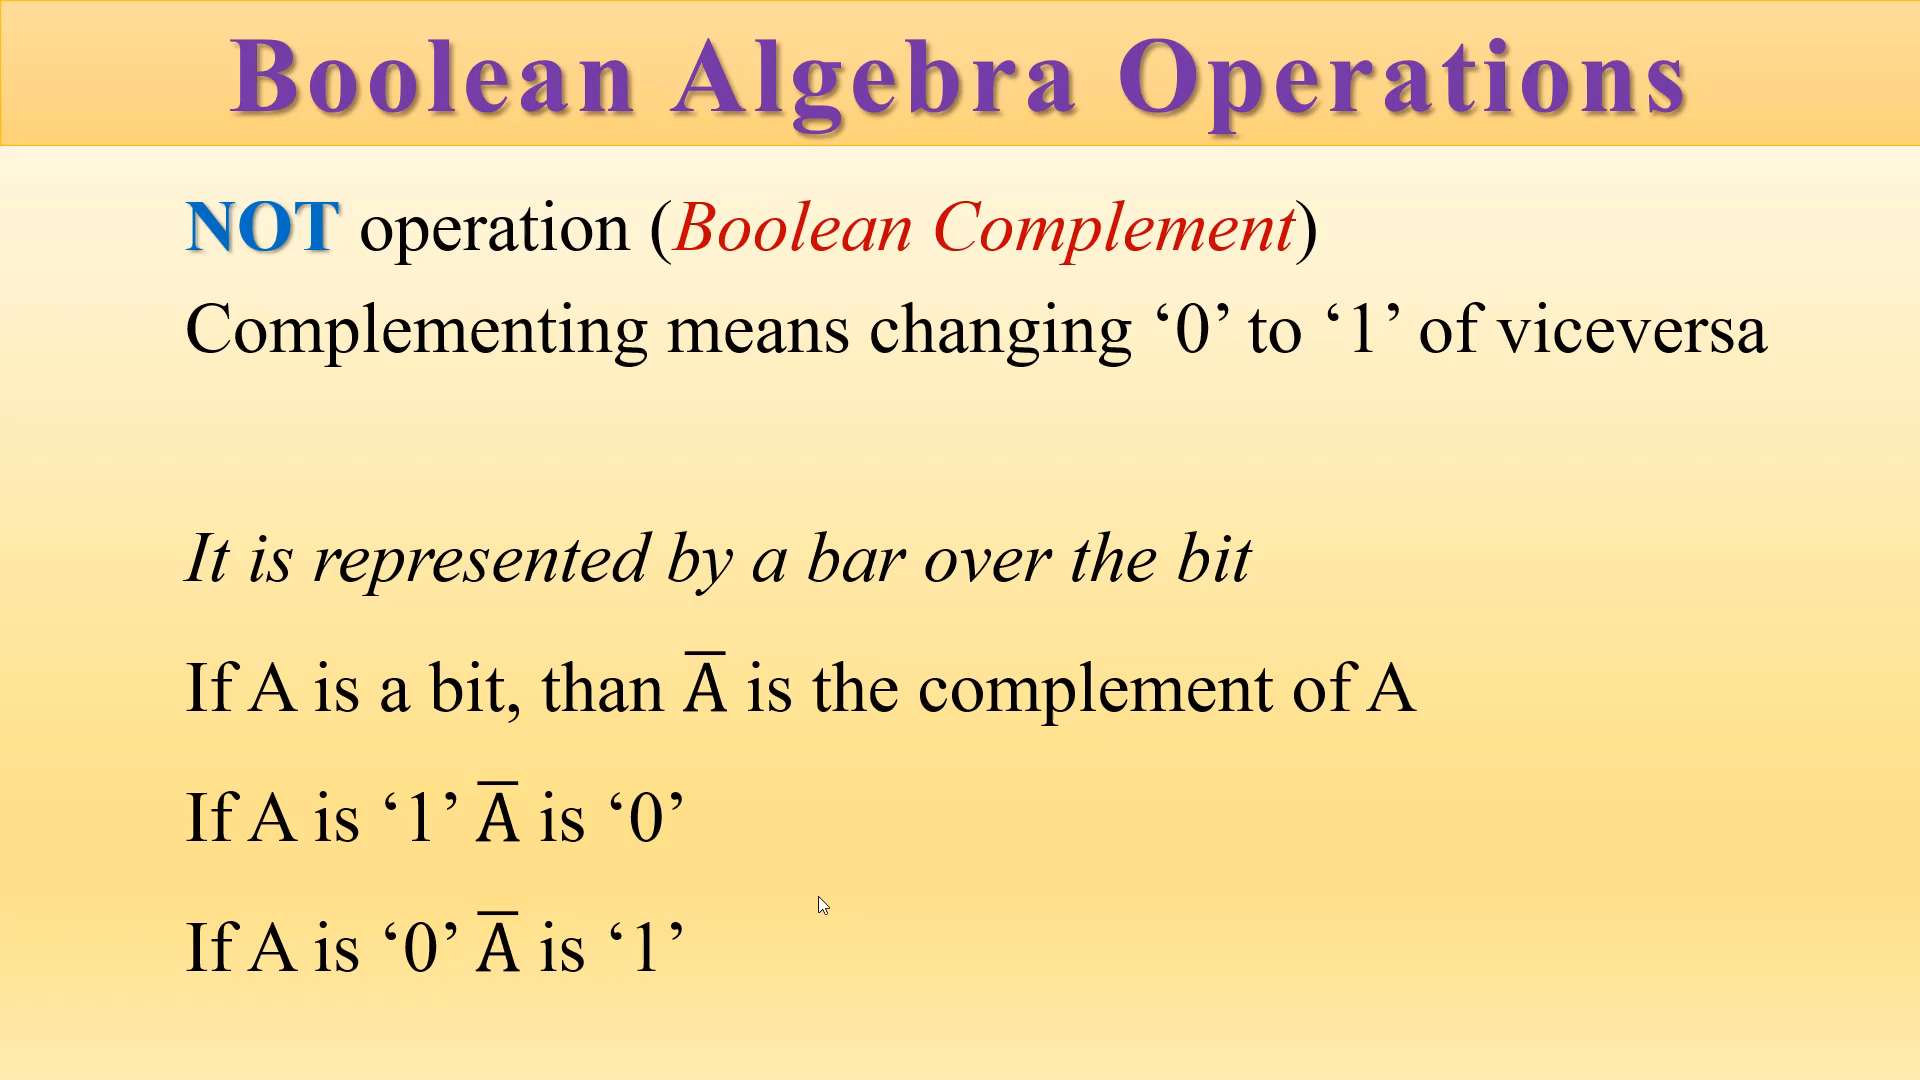 Boolean Algebra Operations
NOT operation (Boolean Complement)
Complementing means changing ‘0’ to ‘1’ of viceversa
It is represented by a bar over the bit
If A is a bit, than A̅ is the complement of A
If A is ‘1’ A̅ is ‘0’
If A is ‘0’ A̅ is ‘1’